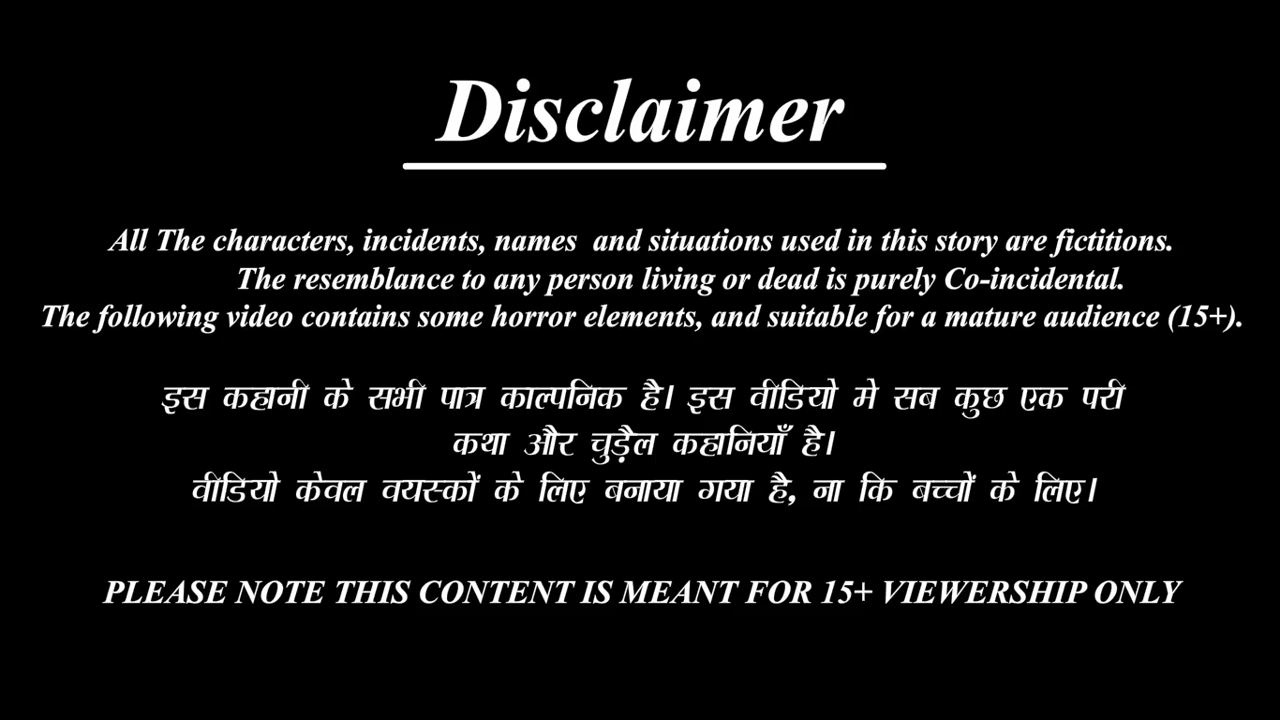 Disclaimer
All The characters, incidents, names and situations used in this story are fictitions.
The resemblance to any person living or dead is purely Co-incidental.
The following video contains some horror elements, and suitable for a mature audience (15+).
इस कहानी के सभी पात्र काल्पनिक है। इस वीडियो मे सब कुछ एक परी
कथा और चुड़ैल कहानियाँ है।
वीडियो केवल वयस्कों के लिए बनाया गया है, ना कि बच्चों के लिए।
PLEASE NOTE THIS CONTENT IS MEANT FOR 15+ VIEWERSHIP ONLY